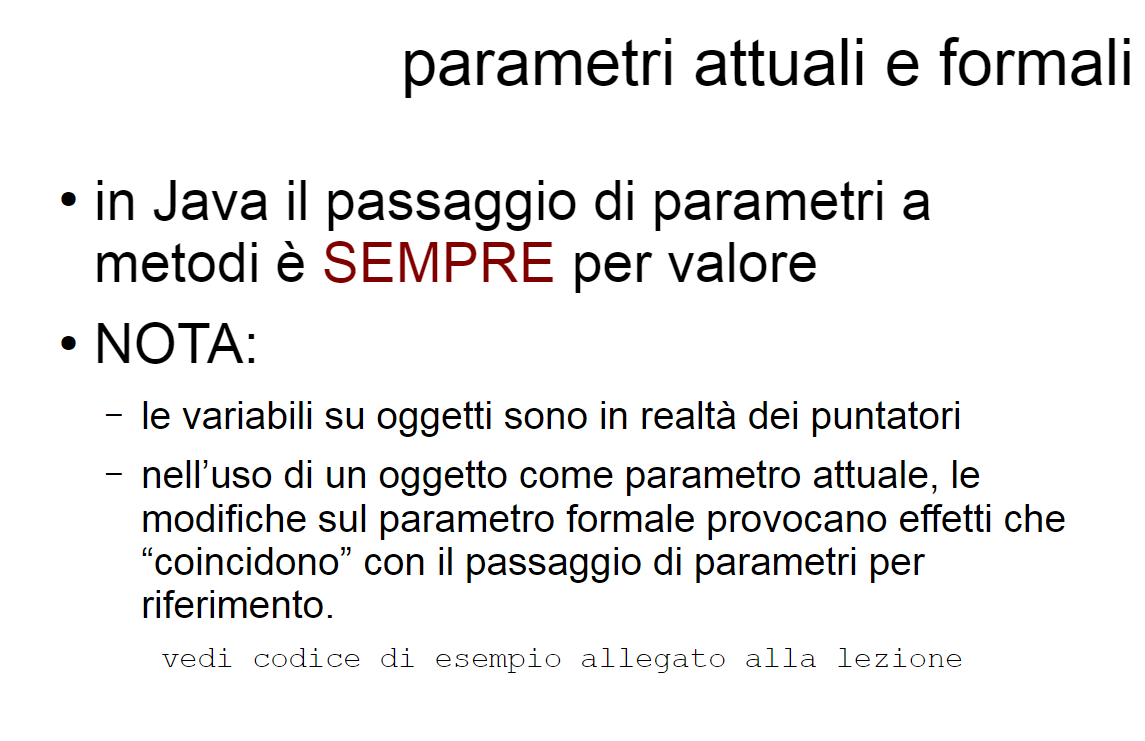 parametri attuali e formali
• in Java il passaggio di parametri a
metodi è SEMPRE per valore
• NOTA:
– le variabili su oggetti sono in realtà dei puntatori
– nell’uso di un oggetto come parametro attuale, le
modifiche sul parametro formale provocano effetti che
“coincidono” con il passaggio di parametri per
riferimento.
vedi codice di esempio allegato alla lezione